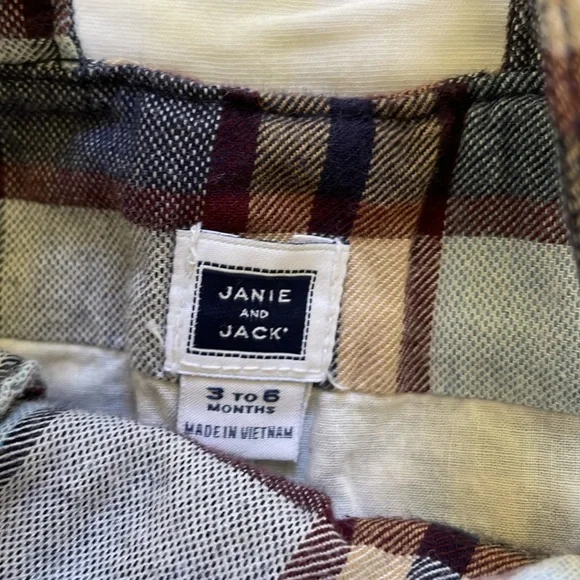 JANIE
AND
JACK®
3 TO 6
MONTHS
MADE IN VIETNAM